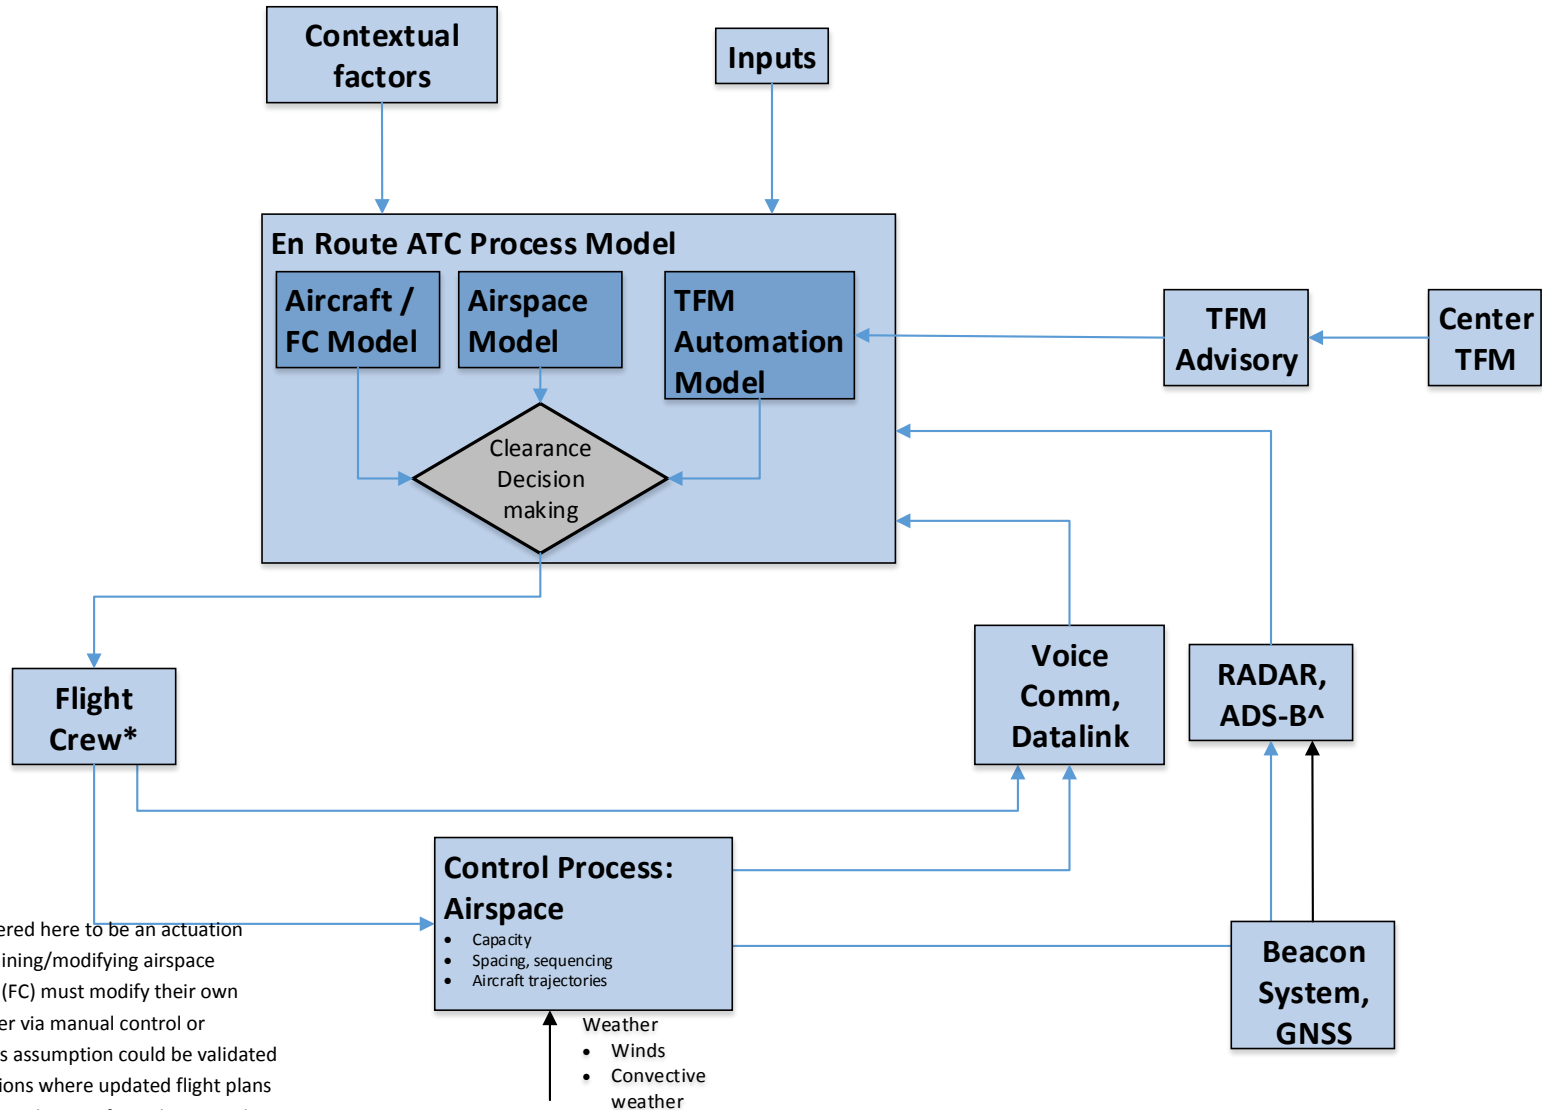 Contextual
factors
Inputs
En Route ATC Process Model
Aircraft /
FC Model
Airspace
Model
TFM
Automation
Model
TFM
Advisory
Center
TFM
Clearance
Decision
making
Voice
Comm,
Datalink
RADAR,
ADS-B^
Flight
Crew*
Control Process:
Airspace
• Capacity
• Spacing, sequencing
• Aircraft trajectories
Beacon
System,
GNSS
ered here to be an actuation
ining/modifying airspace
(FC) must modify their own
er via manual control or
s assumption could be validated
ions where updated flight plans
Weather
• Winds
• Convective
weather